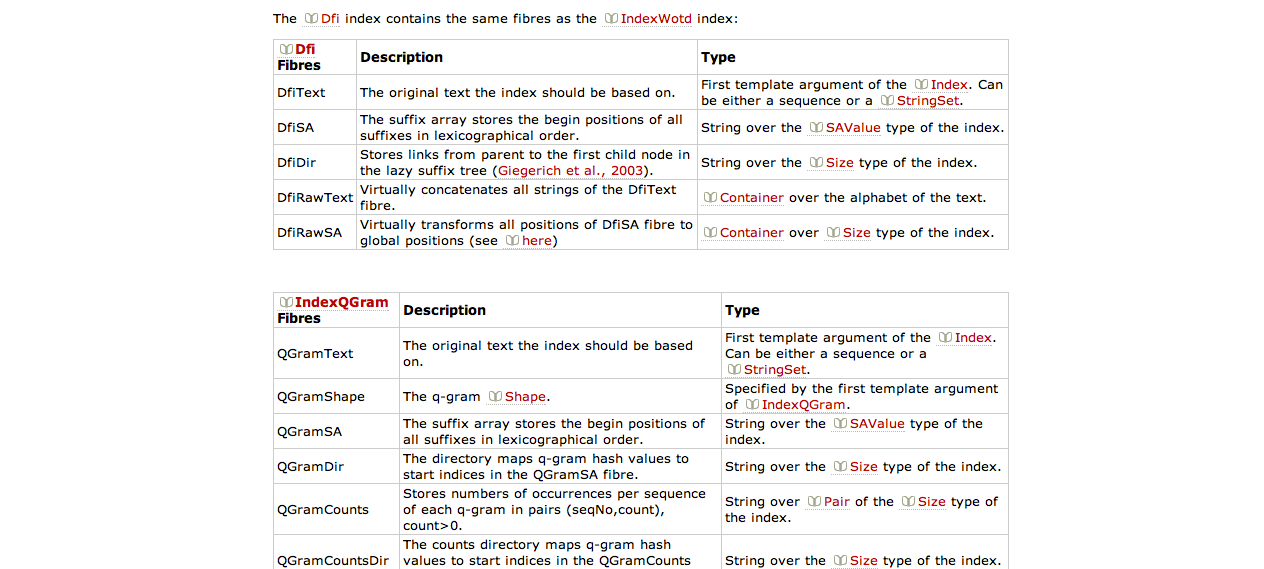 The Dfi index contains the same fibres as the IndexWotd index:
Dfi
Fibres
Description
Type
DfiText
The original text the index should be based on.
First template argument of the Index. Can
be either a sequence or a StringSet.
DfiSA
The suffix array stores the begin positions of all
suffixes in lexicographical order.
String over the SAValue type of the index.
DfiDir
Stores links from parent to the first child node in
the lazy suffix tree (Giegerich et al., 2003).
String over the Size type of the index.
DfiRawText
Virtually concatenates all strings of the DfiText
fibre.
Container over the alphabet of the text.
DfiRawSA
Virtually transforms all positions of DfiSA fibre to
global positions (see here)
Container over Size type of the index.
IndexQGram
Fibres
Description
Type
QGramText
The original text the index should be based
on.
First template argument of the Index.
Can be either a sequence or a
StringSet.
QGramShape
The q-gram Shape.
Specified by the first template argument
of IndexQGram.
QGramSA
The suffix array stores the begin positions of
all suffixes in lexicographical order.
String over the SAValue type of the
index.
QGramDir
The directory maps q-gram hash values to
start indices in the QGramSA fibre.
String over the Size type of the index.
QGramCounts
Stores numbers of occurrences per sequence
of each q-gram in pairs (seqNo,count),
count>0.
String over Pair of the Size type of
the index.
QGramCountsDir
The counts directory maps q-gram hash
values to start indices in the QGramCounts
String over the Size type of the index.